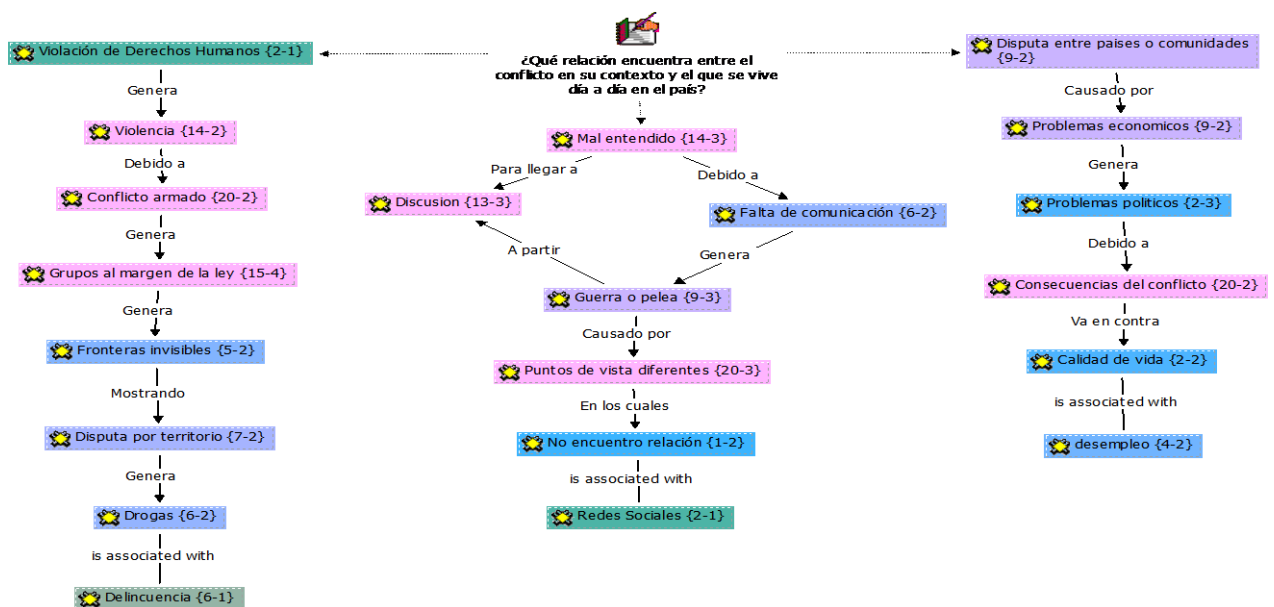 ¿Qué relación encuentra entre el
conflicto en su contexto y el que se vive
día a día en el país?
Violación de Derechos Humanos {2-1}
Genera
Violencia {14-2}
Debido a
Conflicto armado {20-2}
Genera
Grupos al margen de la ley {15-4}
Genera
Fronteras invisibles {5-2}
Mostrando
Disputa por territorio {7-2}
Genera
Drogas {6-2}
is associated with
Delincuencia {6-1}
Mal entendido {14-3}
Para llegar a
Debido a
Discusion {13-3}
Falta de comunicación {6-2}
A partir
Genera
Guerra o pelea {9-3}
Causado por
Puntos de vista diferentes {20-3}
En los cuales
No encuentro relación {1-2}
is associated with
Redes Sociales {2-1}
Disputa entre paises o comunidades
{9-2}
Causado por
Problemas economicos {9-2}
Genera
Problemas politicos {2-3}
Debido a
Consecuencias del conflicto {20-2}
Va en contra
Calidad de vida {2-2}
is associated with
desempleo {4-2}